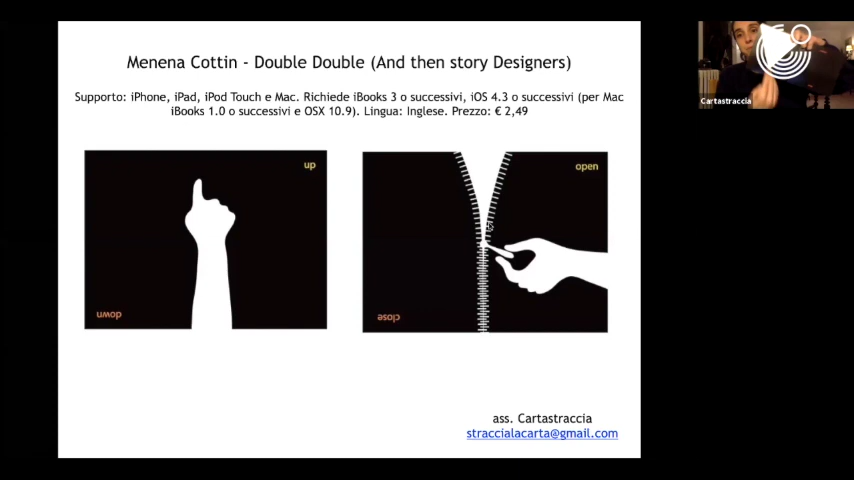 Menena Cottin - Double Double (And then story Designers)
Supporto: iPhone, iPad, iPod Touch e Mac. Richiede iBooks 3 o successivi, iOS 4.3 o successivi (per Mac
iBooks 1.0 o successivi e OSX 10.9). Lingua: Inglese. Prezzo: € 2,49
up
down
open
close
ass. Cartastraccia
straccialacarta@gmail.com
Cartastraccia